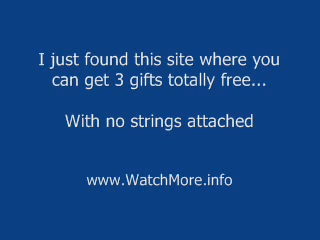 I just found this site where you
can get 3 gifts totally free...
With no strings attached
www.WatchMore.info